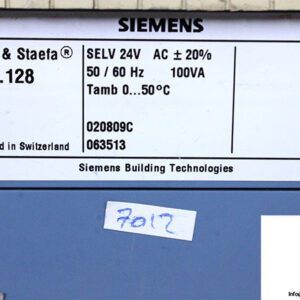 SIEMENS
& Staefa®
.128
SELV 24V AC ± 20%
50 / 60 Hz 100VA
Tamb 0...50°C
020809C
d in Switzerland 063513
Siemens Building Technologies
7012